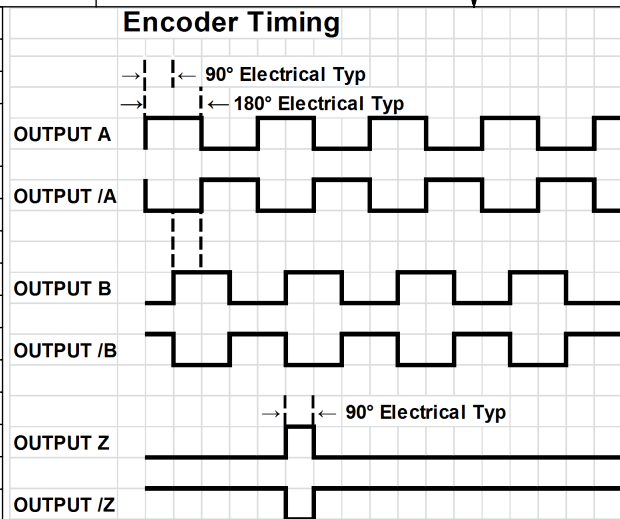 Encoder Timing
→ ← 90° Electrical Typ
→ ← 180° Electrical Typ
OUTPUT A
OUTPUT /A
OUTPUT B
OUTPUT /B
→ ← 90° Electrical Typ
OUTPUT Z
OUTPUT /Z